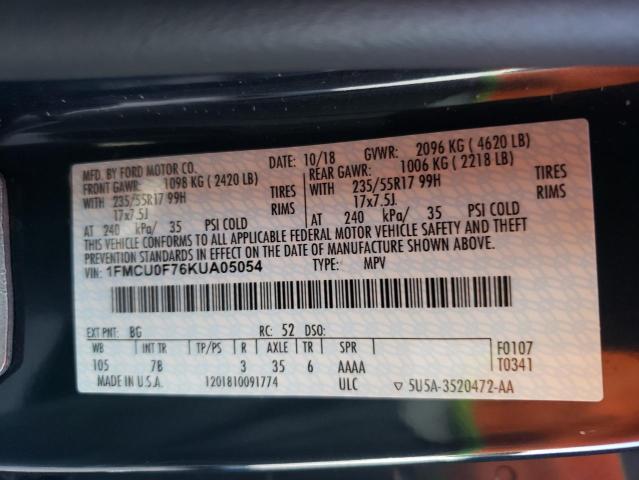 MFD. BY FORD MOTOR CO.
DATE: 10/18 GVWR: 2096 KG ( 4620 LB)
FRONT GAWR: 1098 KG ( 2420 LB)
REAR GAWR: 1006 KG ( 2218 LB)
WITH 235/55R17 99H TIRES
WITH 235/55R17 99H TIRES
17x7.5J RIMS
17x7.5J RIMS
AT 240 kPa/ 35 PSI COLD
AT 240 kPa/ 35 PSI COLD
THIS VEHICLE CONFORMS TO ALL APPLICABLE FEDERAL MOTOR VEHICLE SAFETY AND THEFT
PREVENTION STANDARDS IN EFFECT ON THE DATE OF MANUFACTURE SHOWN ABOVE.
VIN: 1FMCU0F76KUA05054 TYPE: MPV
EXT PNT: BG RC: 52 DSO:
WB INT TR TP/PS R AXLE TR SPR F0107
105 7B 3 35 6 AAAA T0341
MADE IN U.S.A. 1201810091774 ULC ▽ 5U5A-3520472-AA